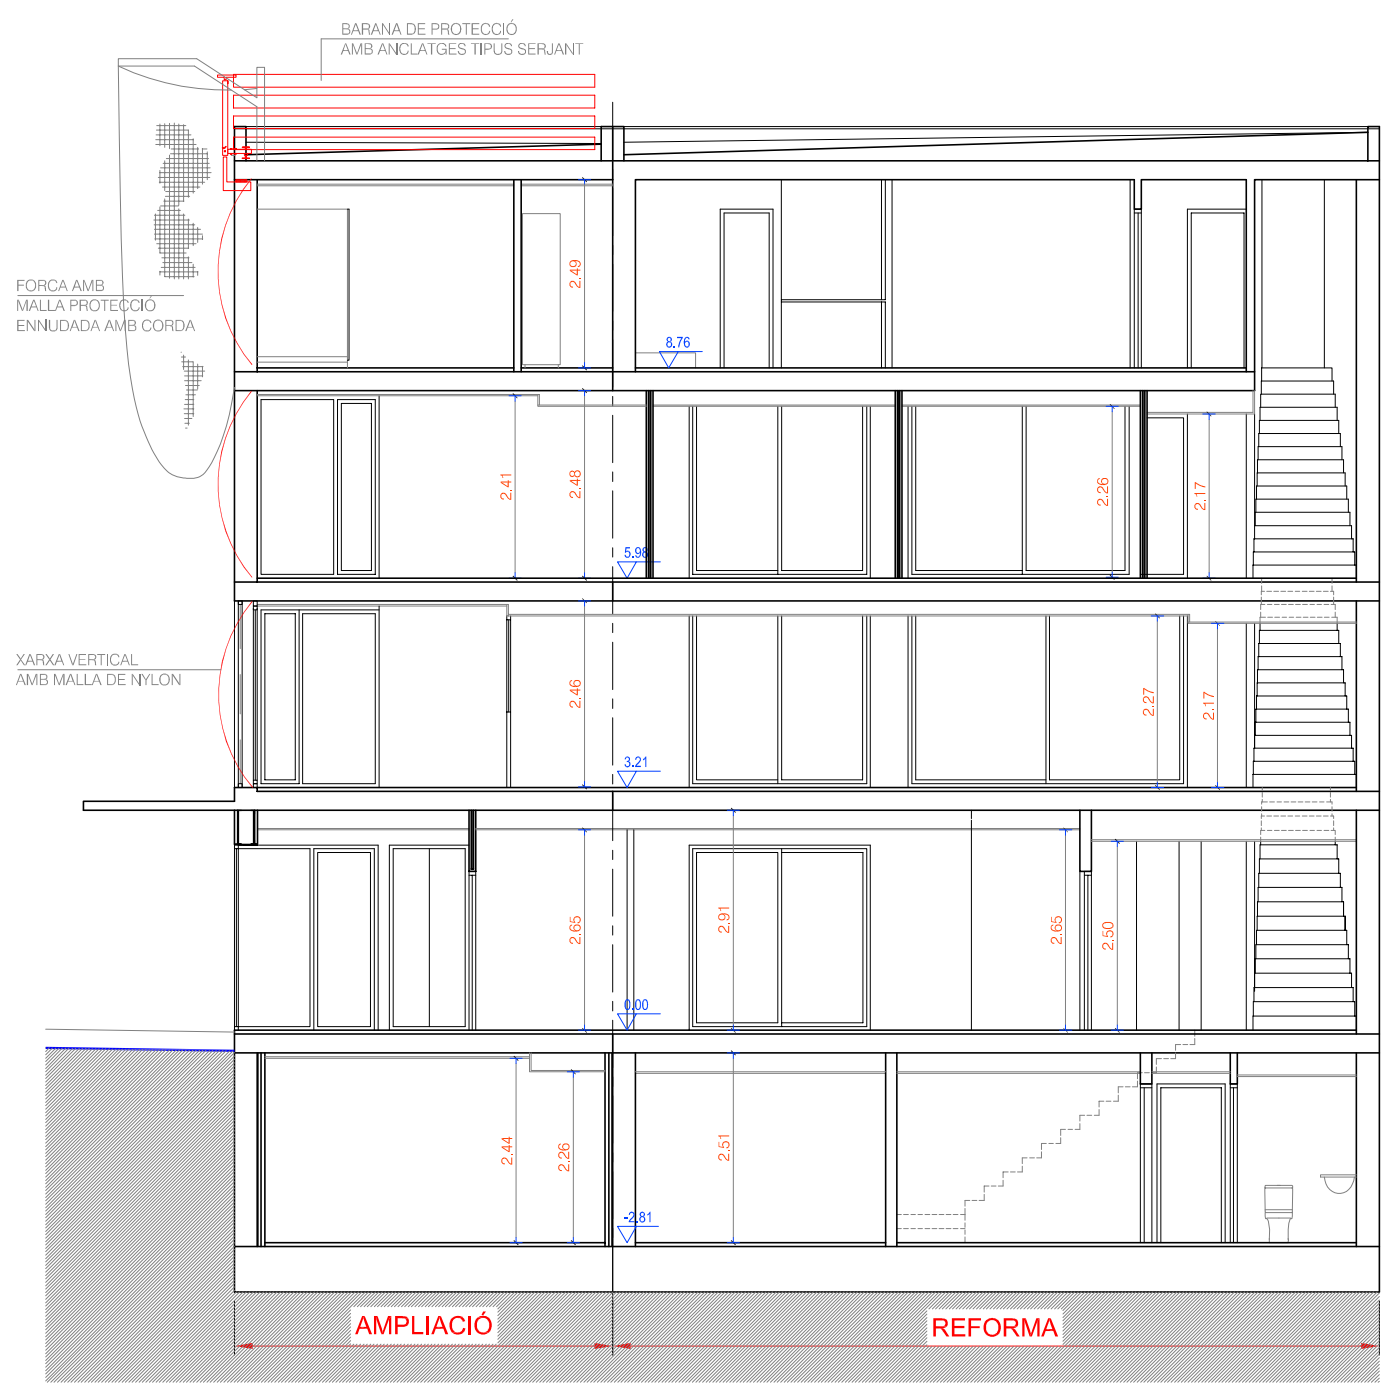 BARANA DE PROTECCIÓ
AMB ANCLATGES TIPUS SERJANT
FORCA AMB
MALLA PROTECCIÓ
ENNUDADA AMB CORDA
2.49
8.76
2.41
2.48
2.26
2.17
5.98
XARXA VERTICAL
AMB MALLA DE NYLON
2.46
2.27
2.17
3.21
2.65
2.91
2.65
2.50
0.00
2.44
2.26
2.51
-2.81
AMPLIACIÓ
REFORMA